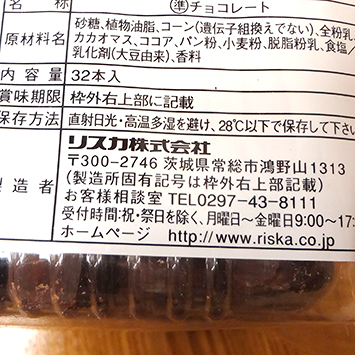 名　称　㊟チョコレート
原材料名 砂糖、植物油脂、コーン(遺伝子組換えでない)、全粉乳、
カカオマス、ココア、パン粉、小麦粉、脱脂粉乳、食塩
乳化剤(大豆由来)、香料
内容量 32本入
賞味期限 枠外右上部に記載
保存方法 直射日光・高温多湿を避け、28℃以下で保存して下さ
製造者 リスカ株式会社
〒300-2746 茨城県常総市鴻野山1313
(製造所固有記号は枠外右上部記載)
お客様相談室 TEL0297-43-8111
受付時間:祝・祭日を除く、月曜日～金曜日9:00～17:
ホームページ http://www.riska.co.jp